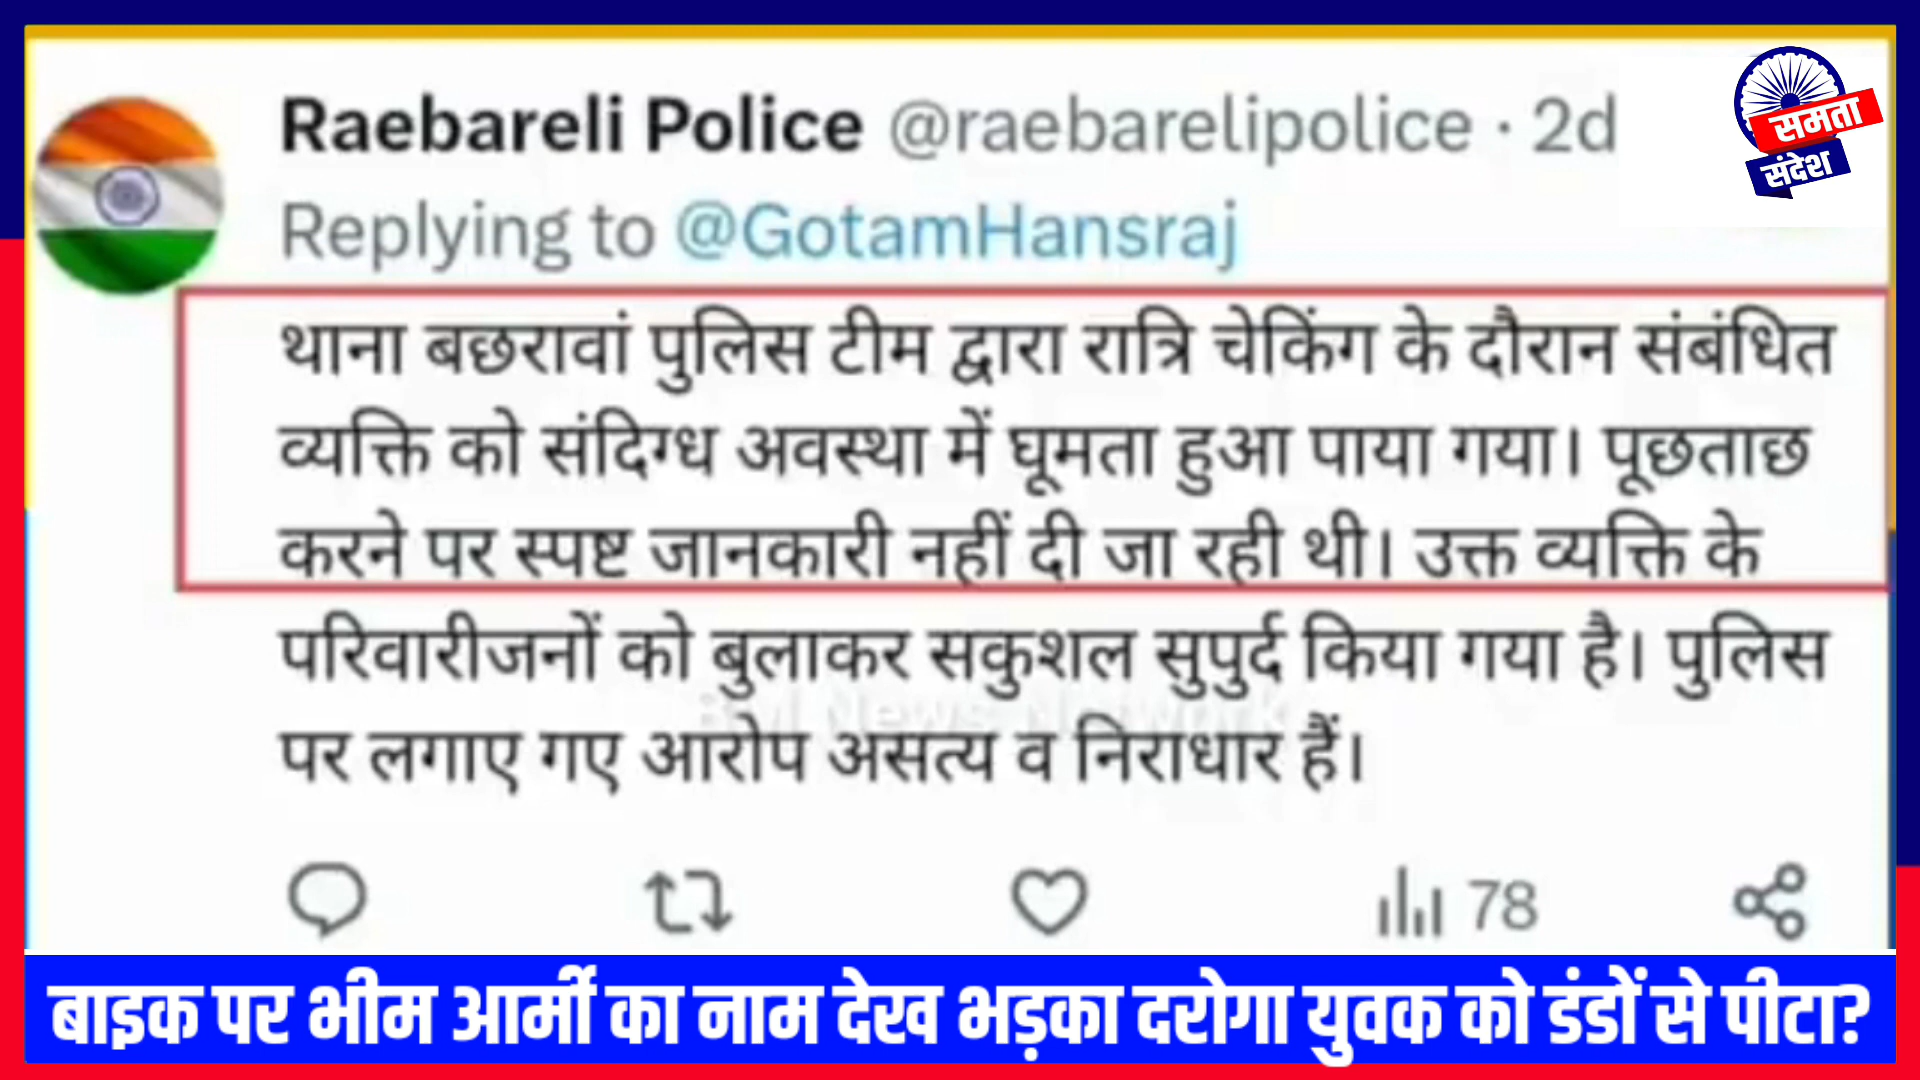 Raebareli Police @raebarelipolice · 2d
समता
संदेश
Replying to @GotamHansraj
थाना बछरावां पुलिस टीम द्वारा रात्रि चेकिंग के दौरान संबंधित
व्यक्ति को संदिग्ध अवस्था में घूमता हुआ पाया गया। पूछताछ
करने पर स्पष्ट जानकारी नहीं दी जा रही थी। उक्त व्यक्ति के
परिवारीजनों को बुलाकर सकुशल सुपुर्द किया गया है। पुलिस
News Network
पर लगाए गए आरोप असत्य व निराधार हैं।
78
बाइक पर भीम आर्मी का नाम देख भड़का दरोगा युवक को डंडों से पीटा?